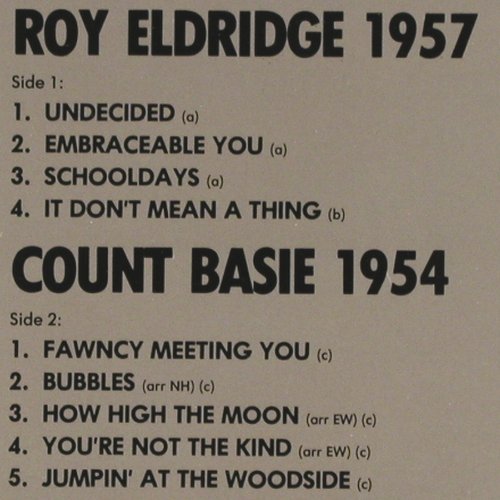 ROY ELDRIDGE 1957
Side 1:
1. UNDECIDED (a)
2. EMBRACEABLE YOU (a)
3. SCHOOLDAYS (a)
4. IT DON'T MEAN A THING (b)
COUNT BASIE 1954
Side 2:
1. FAWNCY MEETING YOU (c)
2. BUBBLES (arr NH) (c)
3. HOW HIGH THE MOON (arr EW) (c)
4. YOU'RE NOT THE KIND (arr EW) (c)
5. JUMPIN' AT THE WOODSIDE (c)